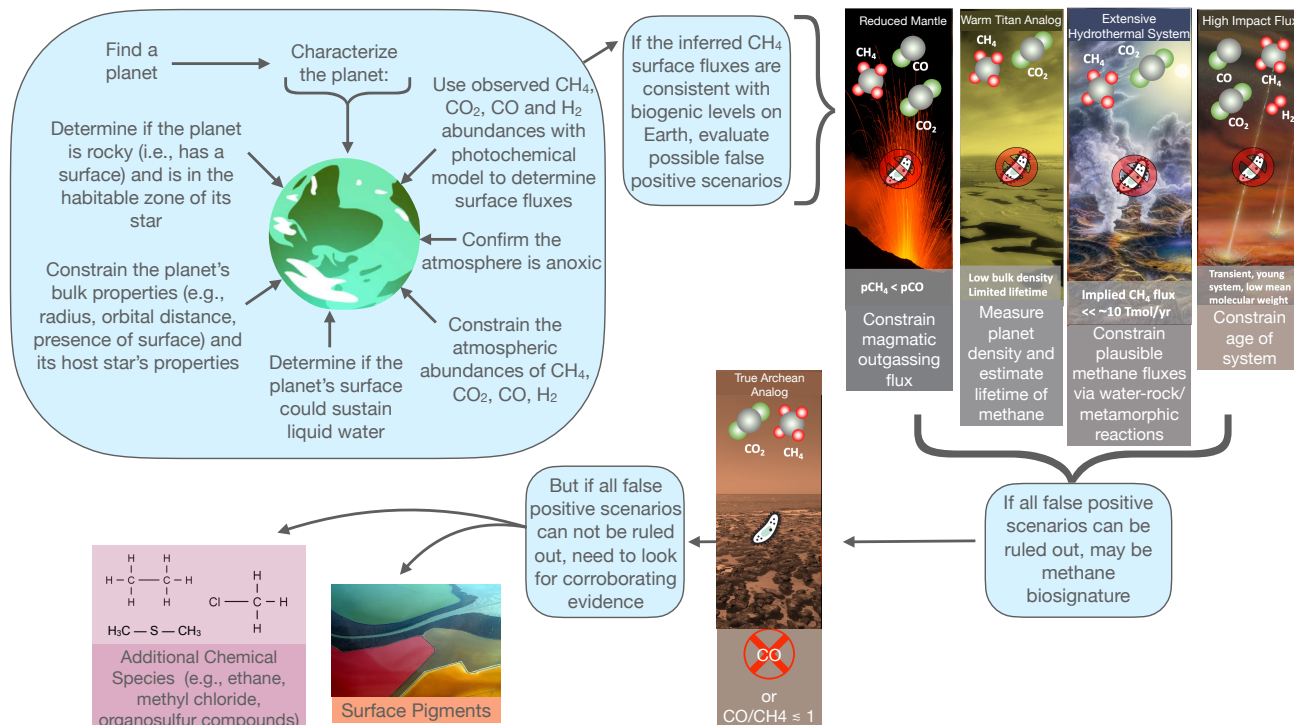 Find a
planet
Characterize
the planet:
Use observed CH₄,
CO₂, CO and H₂
abundances with
photochemical
model to determine
surface fluxes
Determine if the planet
is rocky (i.e., has a
surface) and is in the
habitable zone of its
star
Confirm the
atmosphere is anoxic
Constrain the planet's
bulk properties (e.g.,
radius, orbital distance,
presence of surface) and
its host star's properties
Constrain the
atmospheric
abundances of CH₄,
CO₂, CO, H₂
Determine if the
planet's surface
could sustain
liquid water
If the inferred CH₄
surface fluxes are
consistent with
biogenic levels on
Earth, evaluate
possible false
positive scenarios
Reduced Mantle
CH₄
CO
CO₂
pCH₄ < pCO
Constrain
magmatic
outgassing
flux
Warm Titan Analog
CH₄
CO₂
Low bulk density
Limited lifetime
Measure
planet
density and
estimate
lifetime of
methane
Extensive
Hydrothermal System
CH₄
CO₂
Implied CH₄ flux
<< ~10 Tmol/yr
Constrain
plausible
methane fluxes
via water-rock/
metamorphic
reactions
High Impact Flux
CO
CH₄
CO₂
H₂
Transient, young
system, low mean
molecular weight
Constrain
age of
system
If all false positive
scenarios can be
ruled out, may be
methane
biosignature
True Archean
Analog
CO₂
CH₄
CO
or
CO/CH4 ≲ 1
But if all false
positive scenarios
can not be ruled
out, need to look
for corroborating
evidence
H H
H — C — C — H
H H
H
Cl — C — H
H
H₃C — S — CH₃
Additional Chemical
Species (e.g., ethane,
methyl chloride,
organosulfur compounds)
Surface Pigments